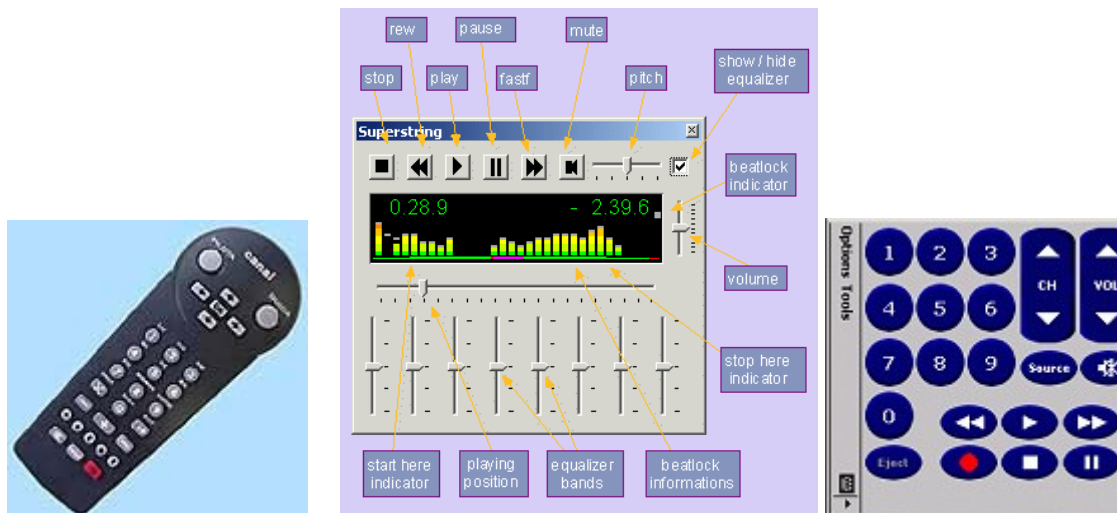 canal
rew
pause
mute
stop
play
fastf
pitch
show / hide
equalizer
Superstring
0.28.9
- 2.39.6
beatlock
indicator
volume
stop here
indicator
start here
indicator
playing
position
equalizer
bands
beatlock
informations
Options Tools
1 2 3
CH
VOL
4 5 6
7 8 9
Source
0
Eject